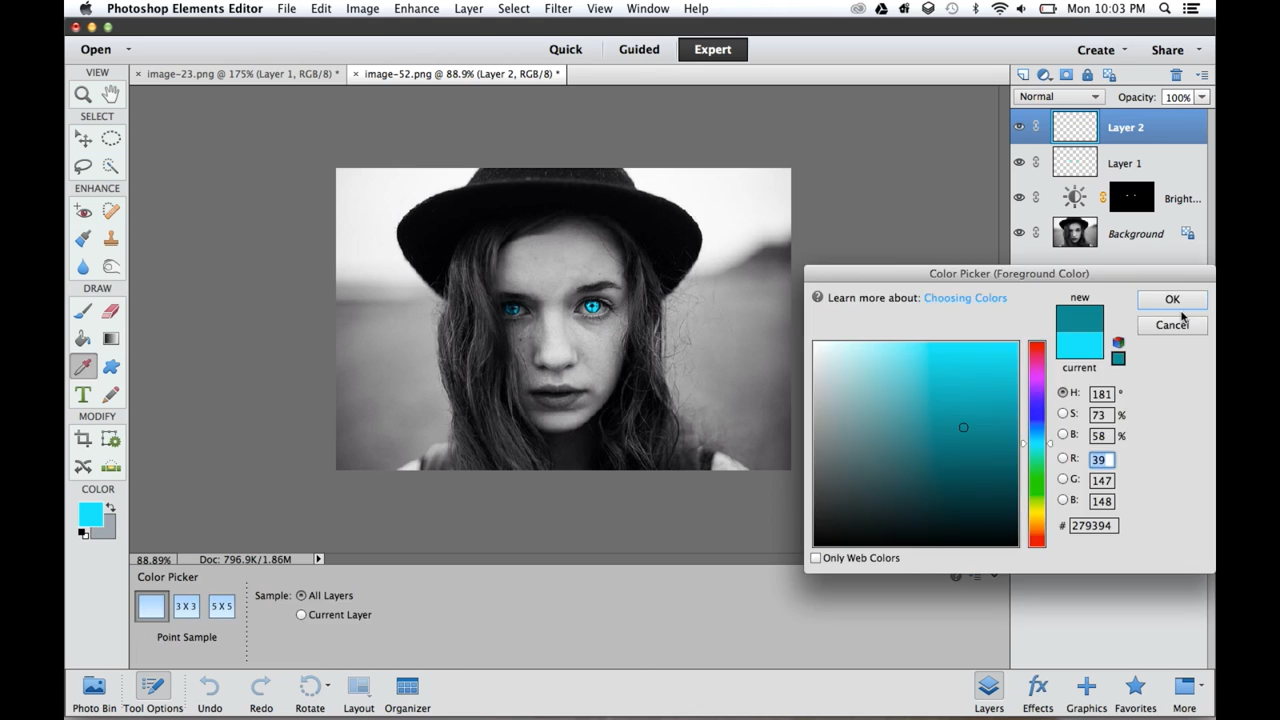 Photoshop Elements Editor File Edit Image Enhance Layer Select Filter View Window Help Mon 10:03 PM
Open Quick Guided Expert Create Share
VIEW
× image-23.png @ 175% (Layer 1, RGB/8) * × image-52.png @ 88.9% (Layer 2, RGB/8) *
Normal Opacity: 100%
SELECT
Layer 2
Layer 1
ENHANCE
Bright...
Background
DRAW
Color Picker (Foreground Color)
Learn more about: Choosing Colors
new
OK
Cancel
current
H: 181 °
S: 73 %
B: 58 %
R: 39
G: 147
B: 148
# 279394
Only Web Colors
T
MODIFY
COLOR
88.89% Doc: 796.9K/1.86M
Color Picker
3 X 3 5 X 5
Point Sample
Sample: All Layers
Current Layer
Photo Bin Tool Options Undo Redo Rotate Layout Organizer Layers fx Effects Graphics Favorites More